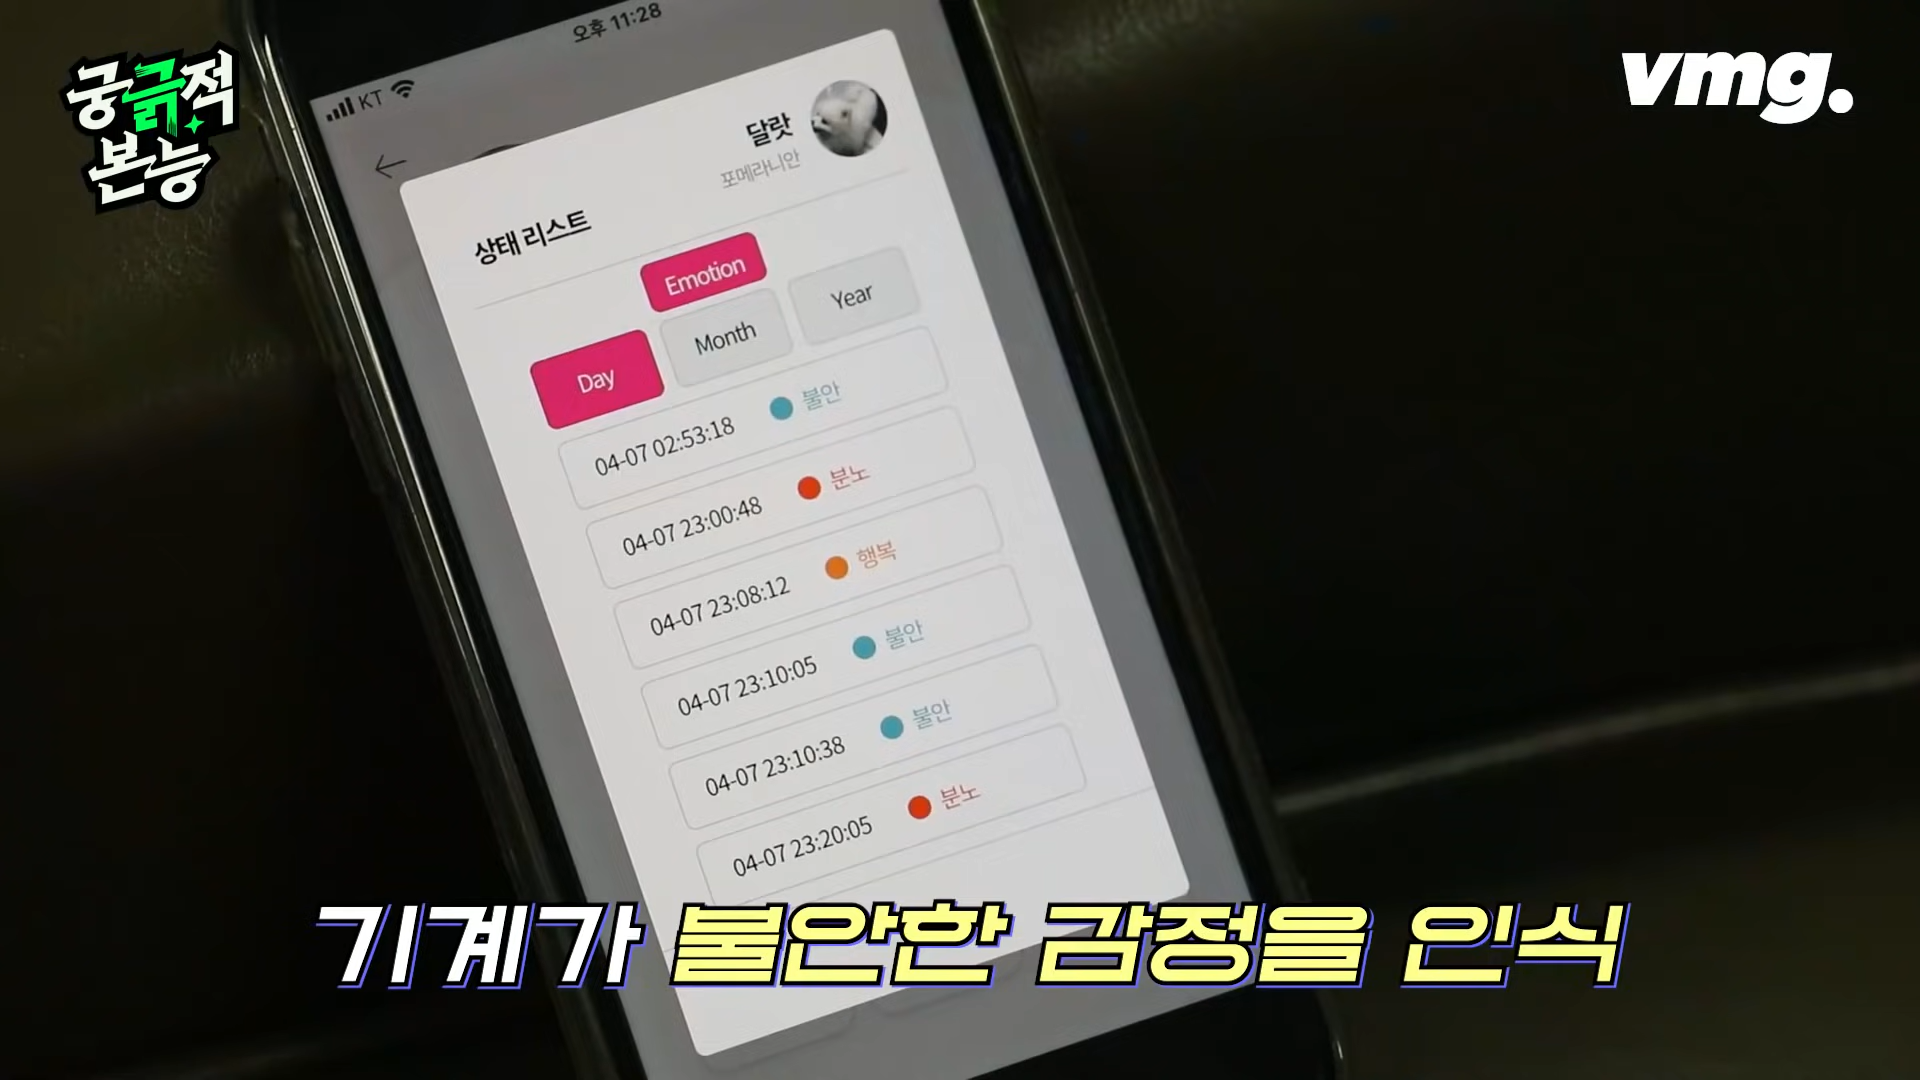 궁긁적
본능
vmg.
오후 11:28
KT
달랏
포메라니안
상태 리스트
Emotion
Day
Month
Year
04-07 02:53:18 불안
04-07 23:00:48 분노
04-07 23:08:12 행복
04-07 23:10:05 불안
04-07 23:10:38 불안
04-07 23:20:05 분노
기계가 불안한 감정을 인식